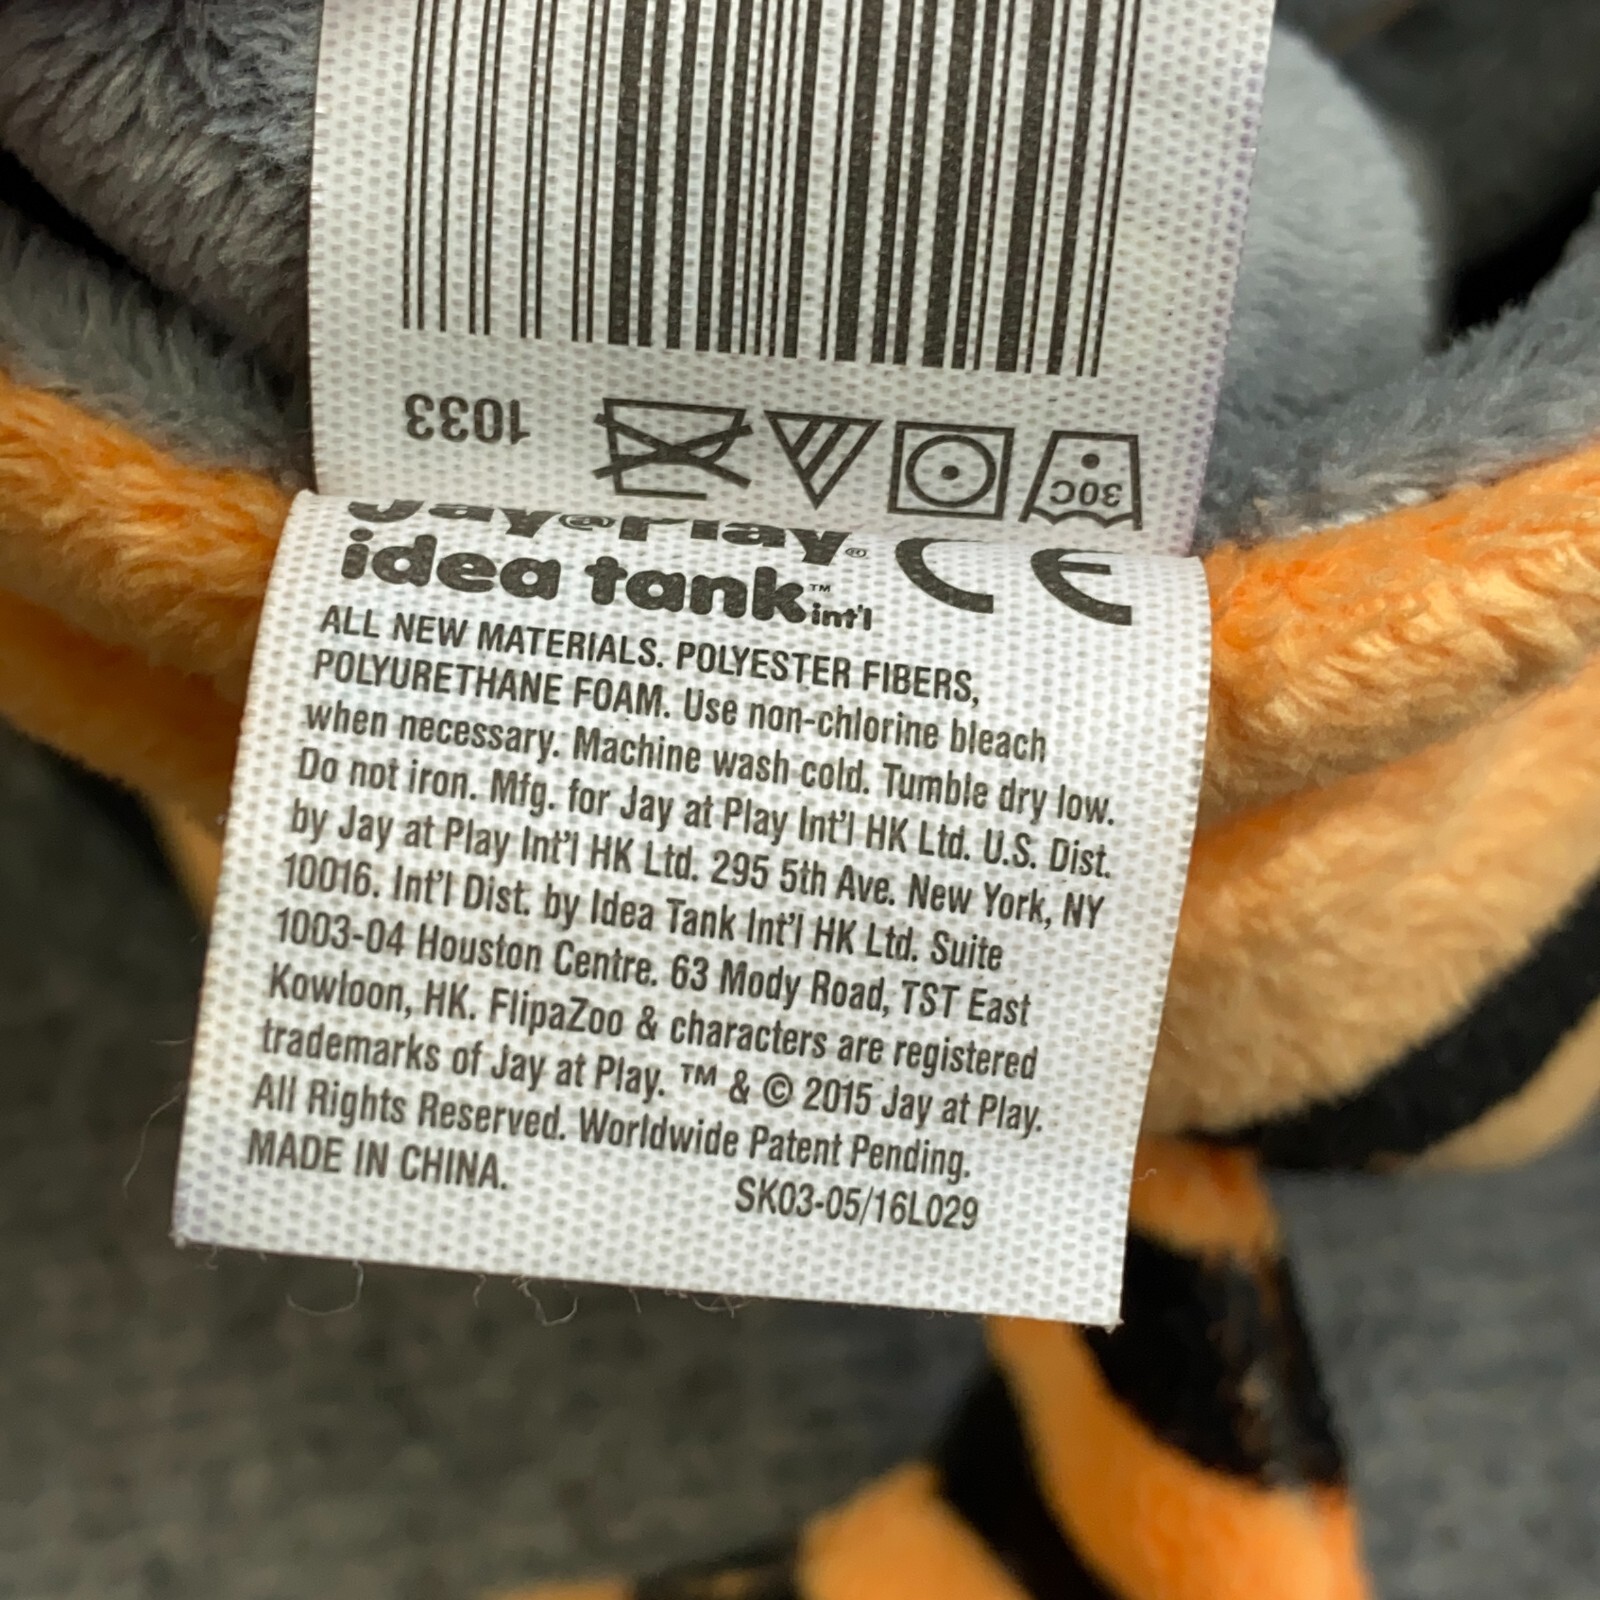 1033
30C
Jay@Play®
idea tank™ int'l
CE
ALL NEW MATERIALS. POLYESTER FIBERS,
POLYURETHANE FOAM. Use non-chlorine bleach
when necessary. Machine wash cold. Tumble dry low.
Do not iron. Mfg. for Jay at Play Int'l HK Ltd. U.S. Dist.
by Jay at Play Int'l HK Ltd. 295 5th Ave. New York, NY
10016. Int'l Dist. by Idea Tank Int'l HK Ltd. Suite
1003-04 Houston Centre. 63 Mody Road, TST East
Kowloon, HK. FlipaZoo & characters are registered
trademarks of Jay at Play. ™ & © 2015 Jay at Play.
All Rights Reserved. Worldwide Patent Pending.
MADE IN CHINA.
SK03-05/16L029